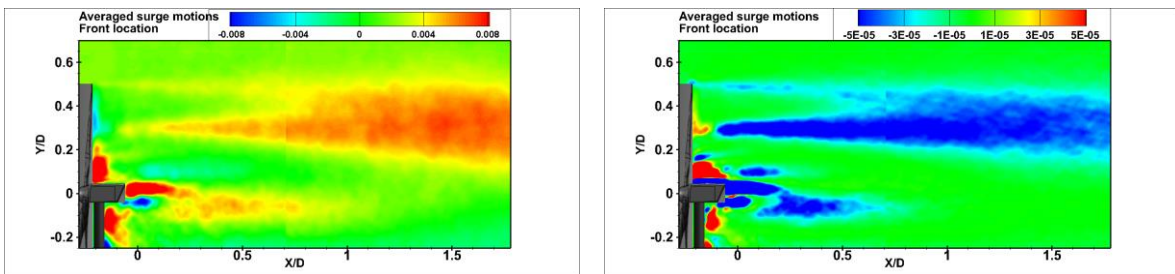 Averaged surge motions
Front location
-0.008 -0.004 0 0.004 0.008
0.6
0.4
0.2
0
-0.2
Y/D
0 0.5 1 1.5
X/D
Averaged surge motions
Front location
-5E-05 -3E-05 -1E-05 1E-05 3E-05 5E-05
0.6
0.4
0.2
0
-0.2
Y/D
0 0.5 1 1.5
X/D